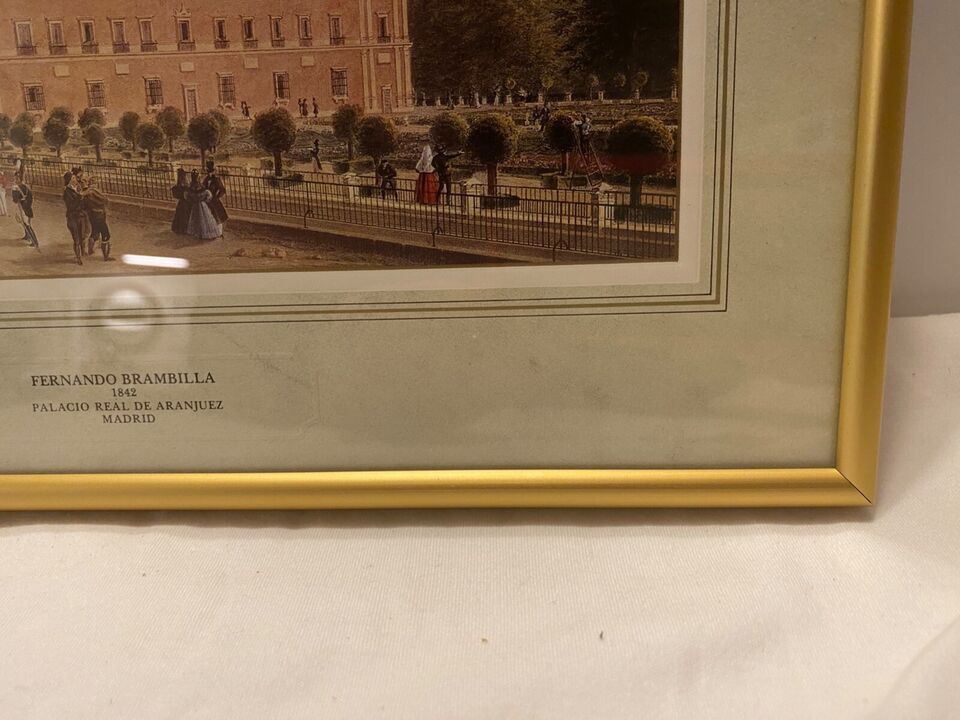 FERNANDO BRAMBILLA
1842
PALACIO REAL DE ARANJUEZ
MADRID